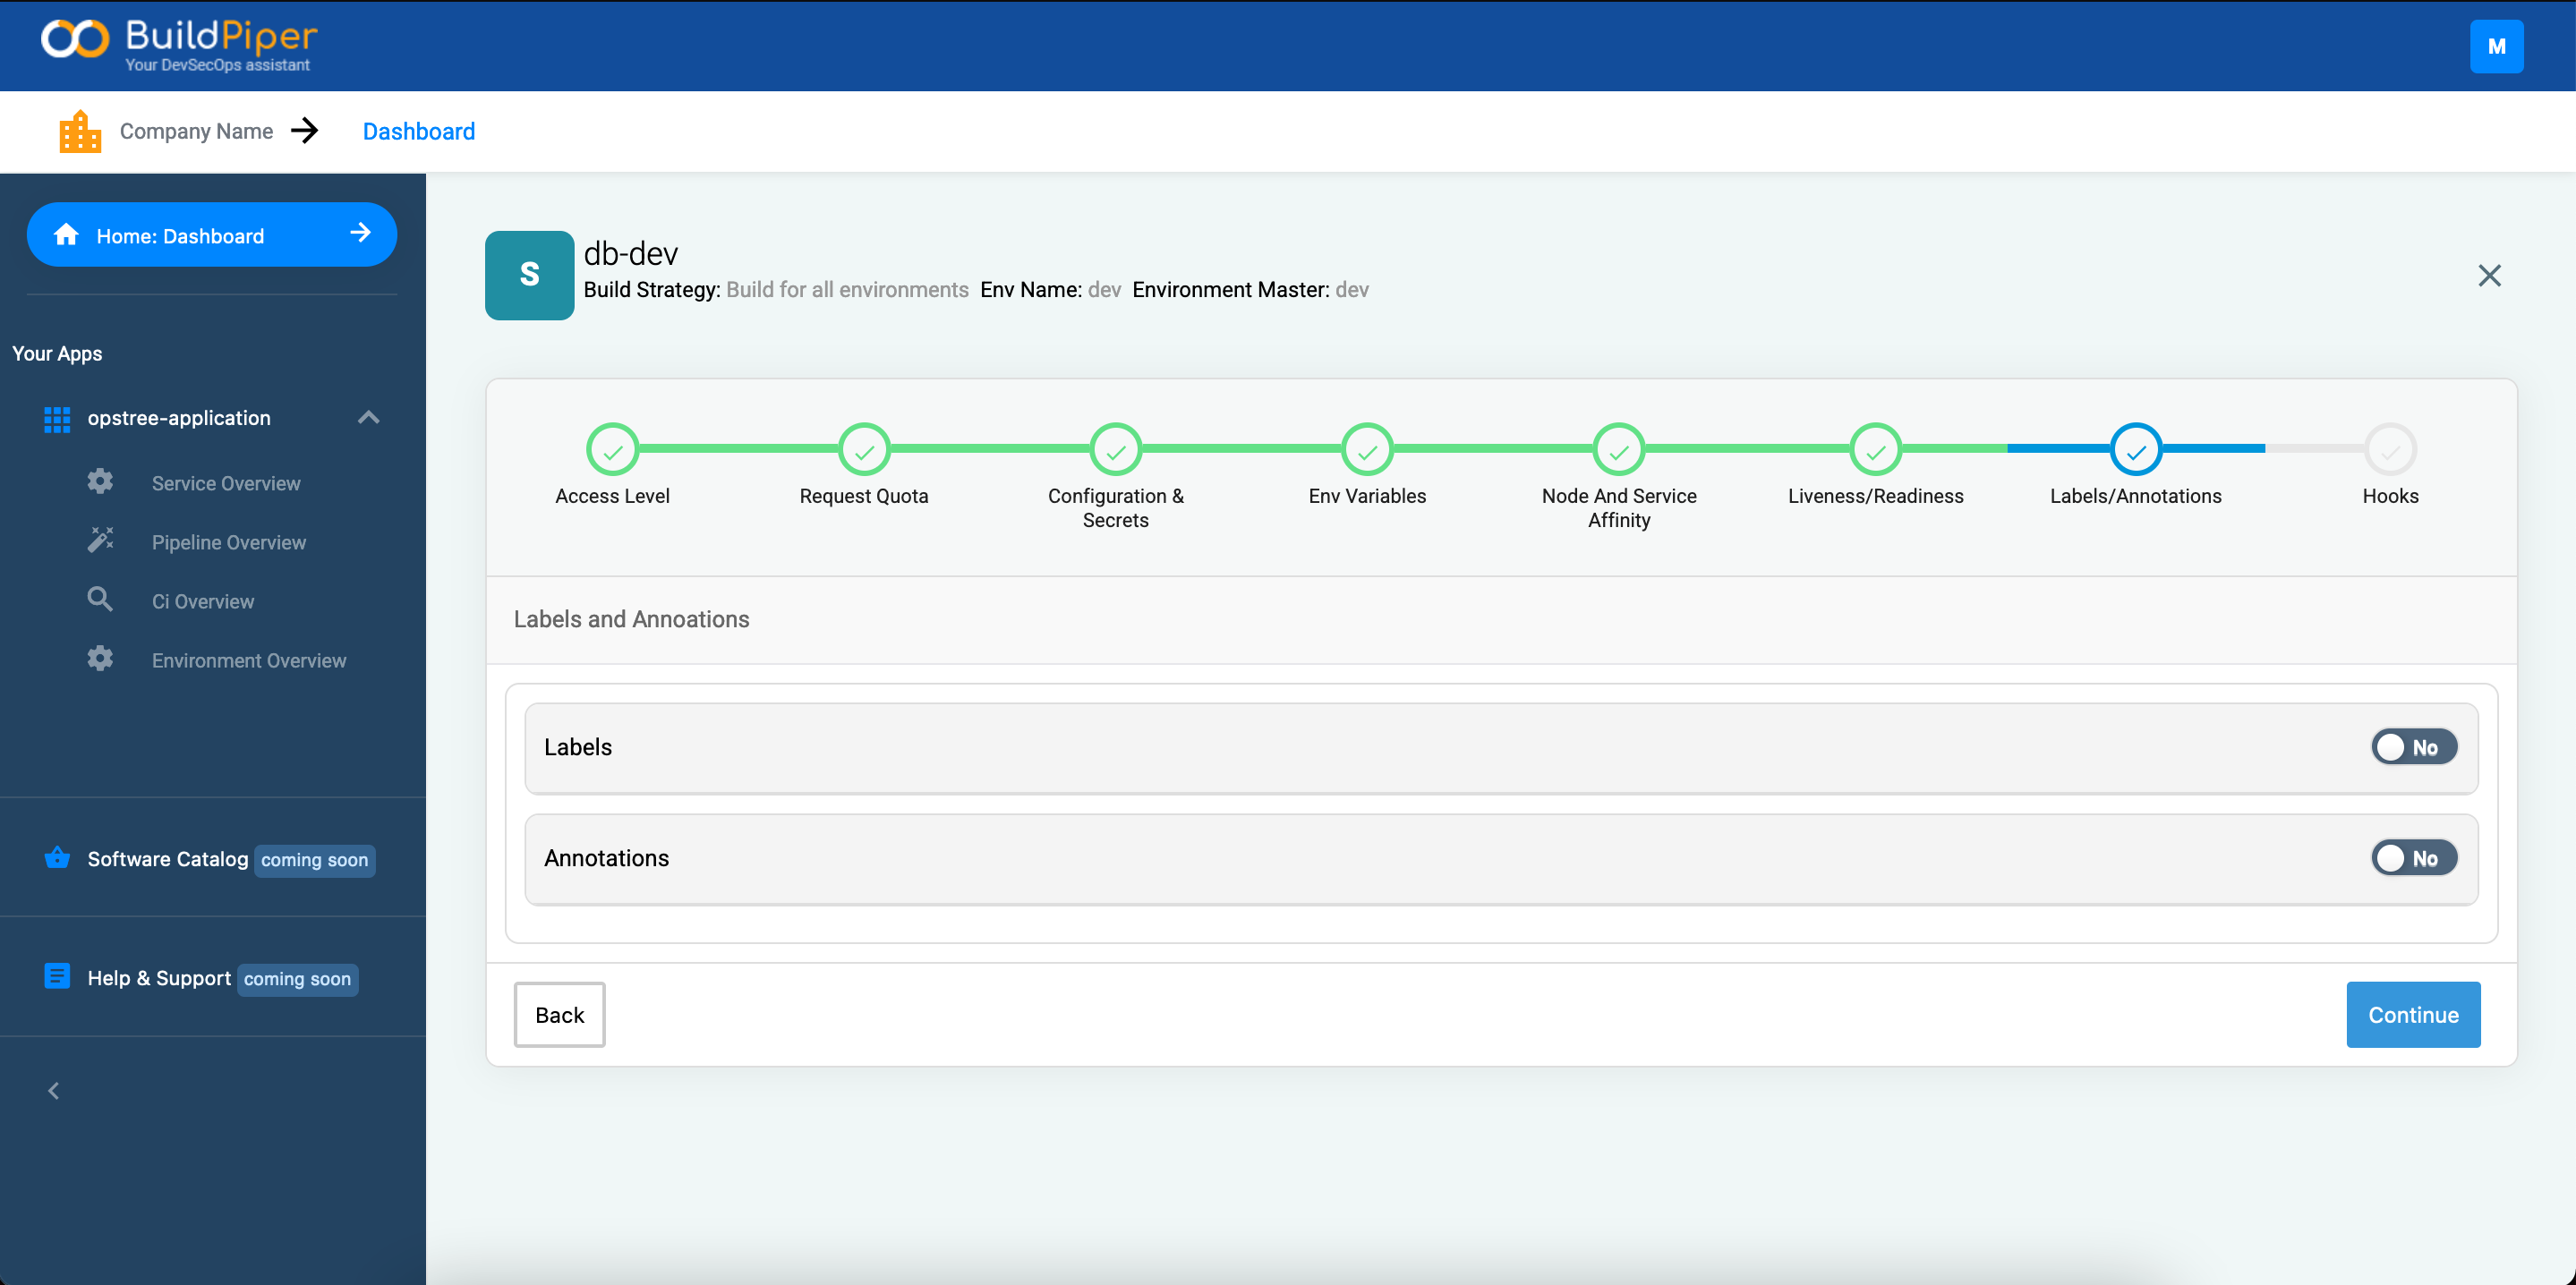 BuildPiper
Your DevSecOps assistant
M
Company Name
Dashboard
Home: Dashboard
Your Apps
opstree-application
Service Overview
Pipeline Overview
Ci Overview
Environment Overview
Software Catalog coming soon
Help & Support coming soon
S
db-dev
Build Strategy: Build for all environments Env Name: dev Environment Master: dev
Access Level
Request Quota
Configuration &
Secrets
Env Variables
Node And Service
Affinity
Liveness/Readiness
Labels/Annotations
Hooks
Labels and Annoations
Labels
No
Annotations
No
Back
Continue